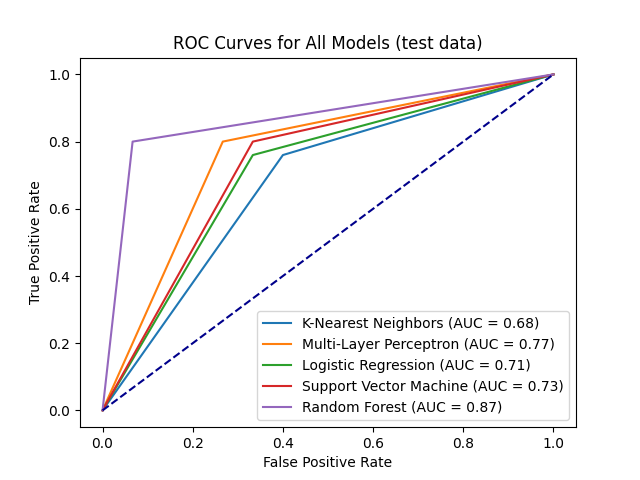 ROC Curves for All Models (test data)
True Positive Rate
1.0
0.8
0.6
0.4
0.2
0.0
K-Nearest Neighbors (AUC = 0.68)
Multi-Layer Perceptron (AUC = 0.77)
Logistic Regression (AUC = 0.71)
Support Vector Machine (AUC = 0.73)
Random Forest (AUC = 0.87)
0.0 0.2 0.4 0.6 0.8 1.0
False Positive Rate